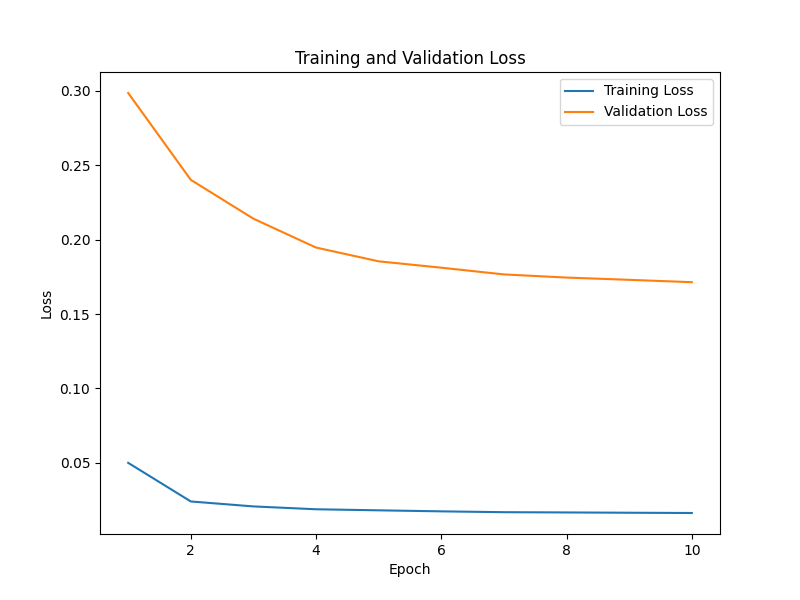 Training and Validation Loss
Training Loss
Validation Loss
0.30
0.25
0.20
0.15
0.10
0.05
Loss
2
4
6
8
10
Epoch